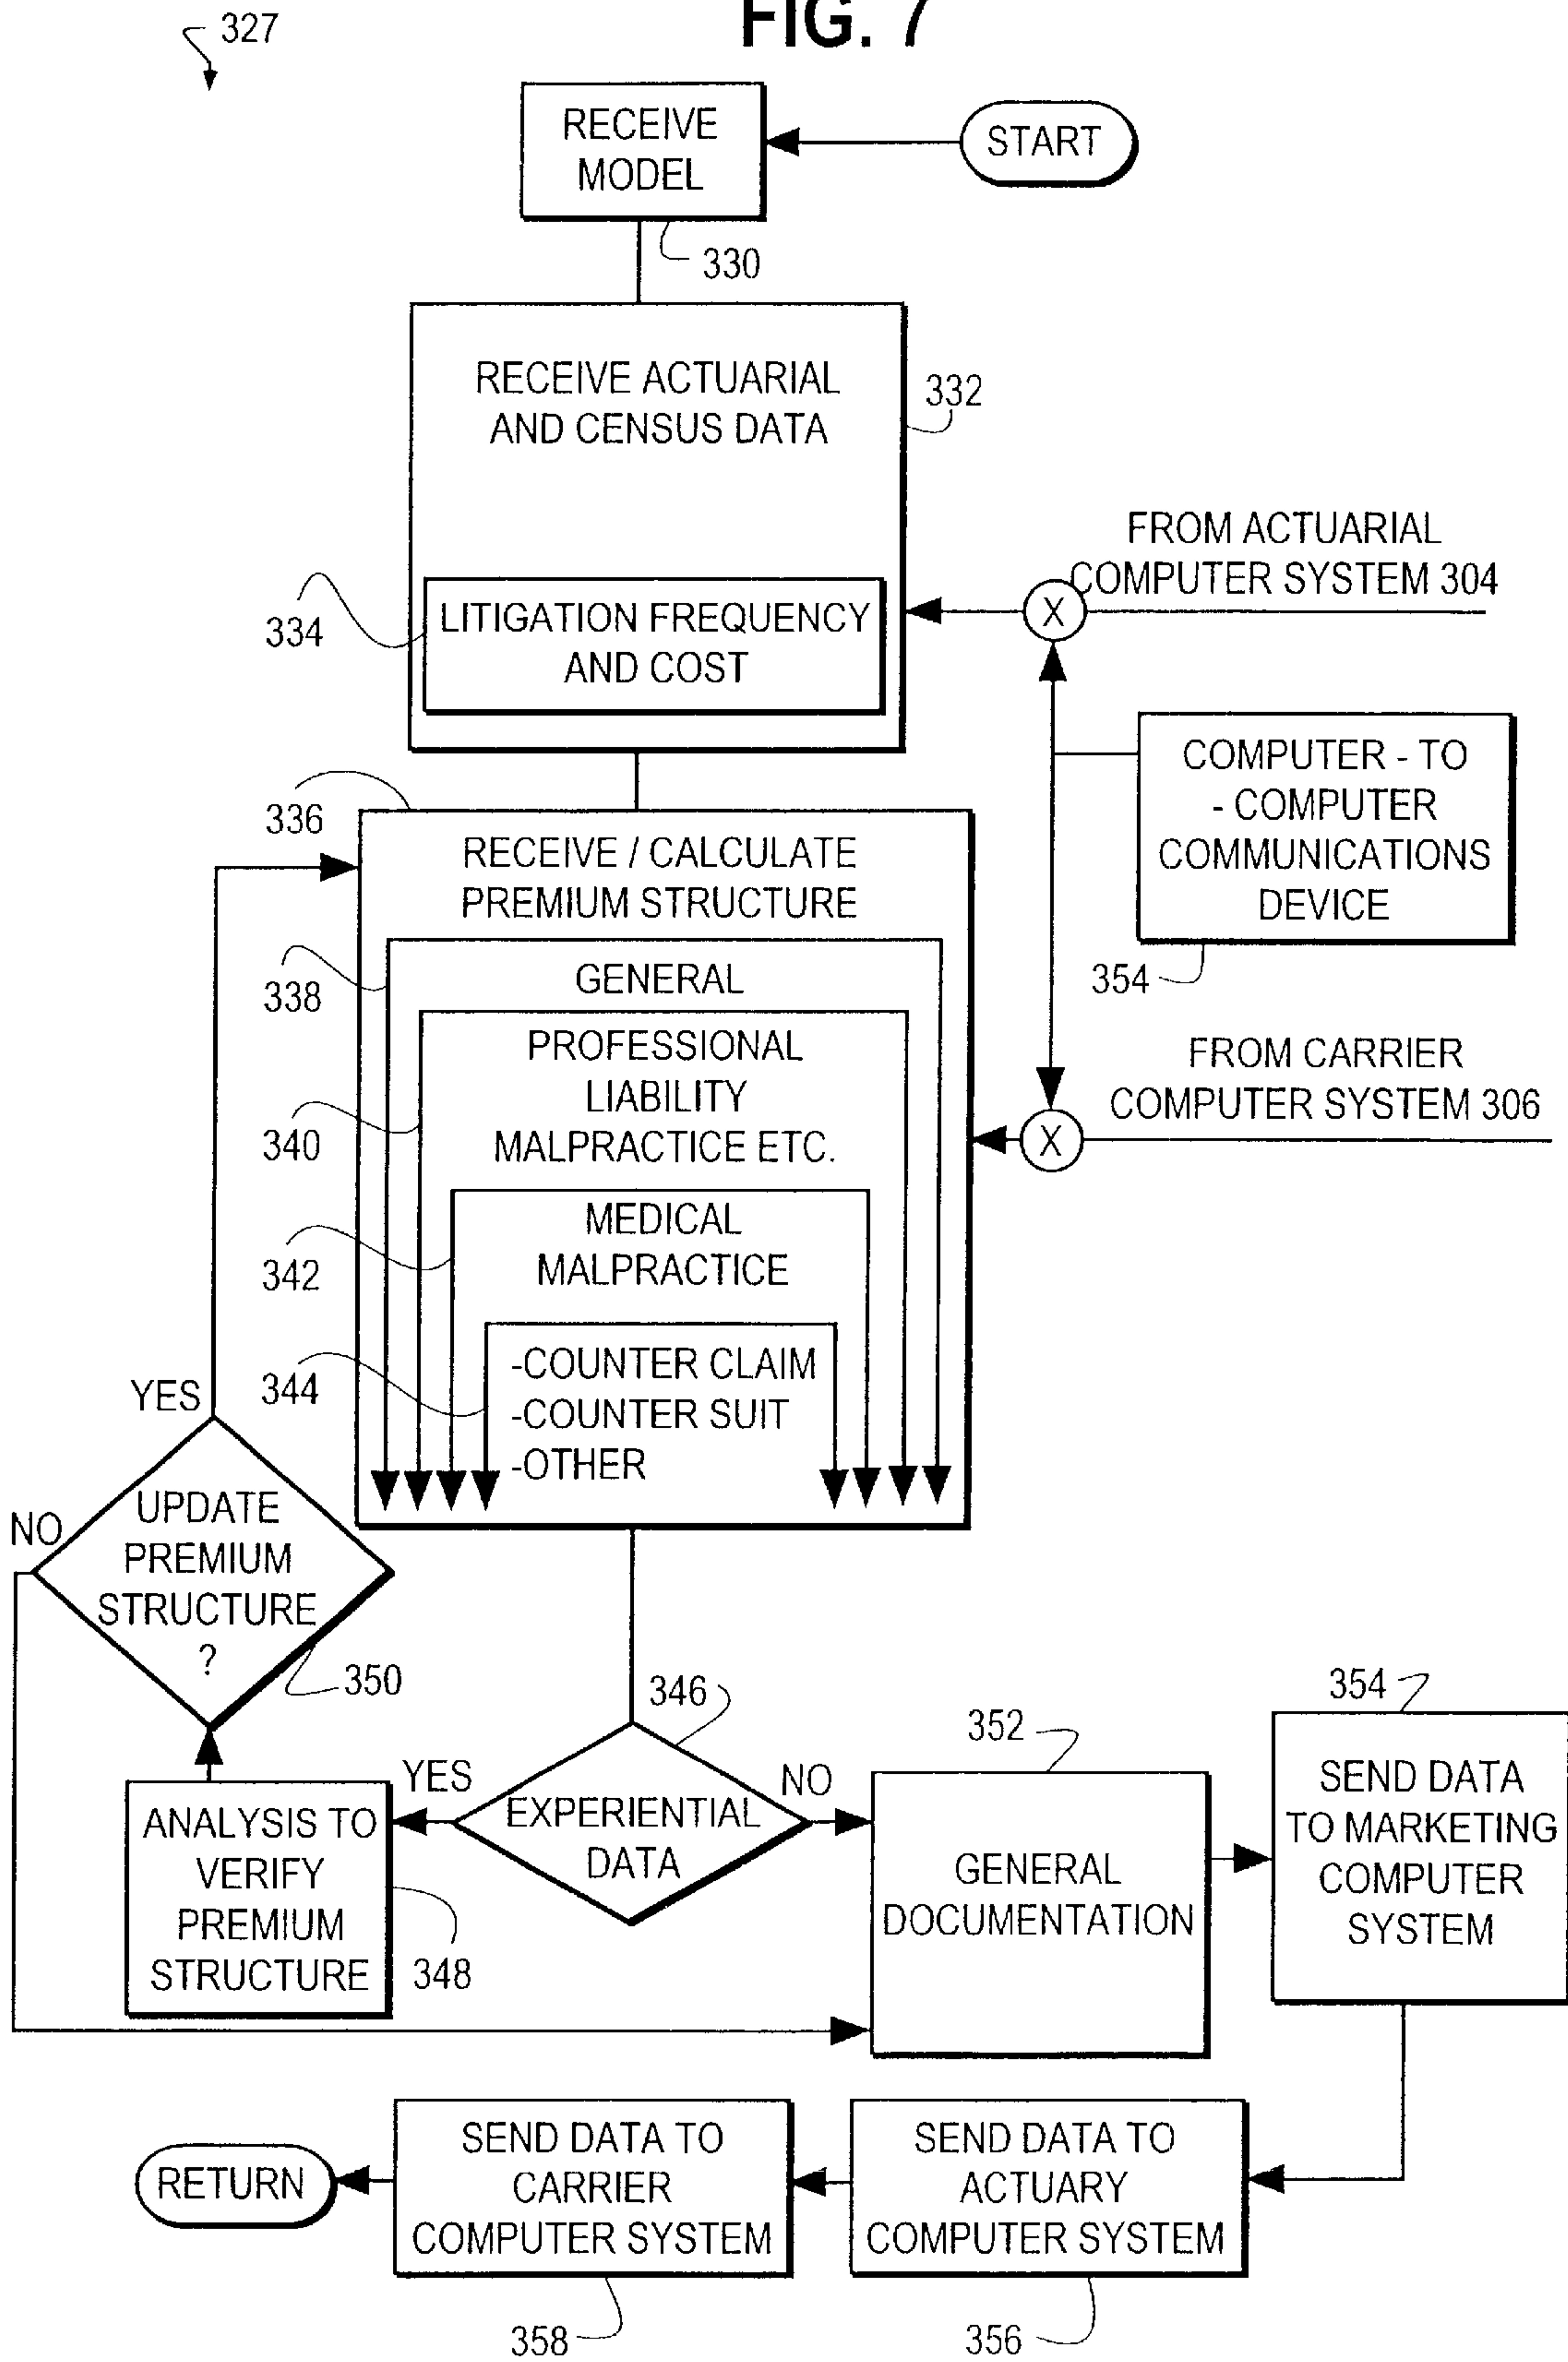 FIG. 7
327
RECEIVE
MODEL
START
330
RECEIVE ACTUARIAL
AND CENSUS DATA
332
FROM ACTUARIAL
COMPUTER SYSTEM 304
X
334
LITIGATION FREQUENCY
AND COST
COMPUTER - TO
- COMPUTER
COMMUNICATIONS
DEVICE
354
336
RECEIVE / CALCULATE
PREMIUM STRUCTURE
338
GENERAL
PROFESSIONAL
LIABILITY
MALPRACTICE ETC.
340
FROM CARRIER
COMPUTER SYSTEM 306
X
MEDICAL
MALPRACTICE
342
344
-COUNTER CLAIM
-COUNTER SUIT
-OTHER
YES
NO
UPDATE
PREMIUM
STRUCTURE
?
350
346
352
354
YES
EXPERIENTIAL
DATA
NO
ANALYSIS TO
VERIFY
PREMIUM
STRUCTURE
348
GENERAL
DOCUMENTATION
SEND DATA
TO MARKETING
COMPUTER
SYSTEM
RETURN
SEND DATA TO
CARRIER
COMPUTER SYSTEM
SEND DATA TO
ACTUARY
COMPUTER SYSTEM
358
356